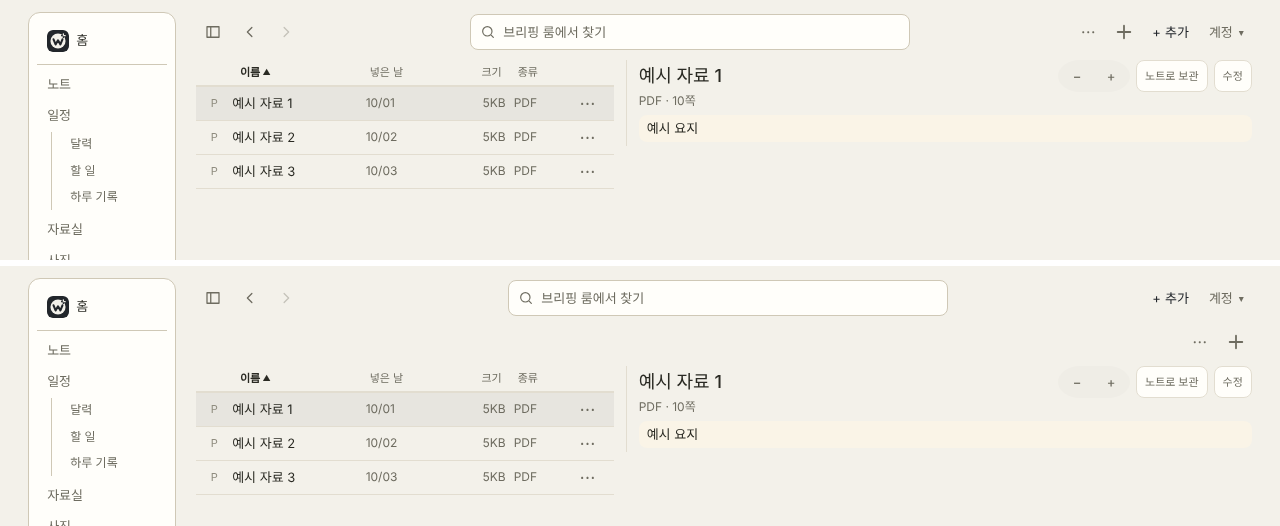 홈
노트
일정
달력
할 일
하루 기록
자료실
사진
브리핑 룸에서 찾기
··· + + 추가 계정 ▾
이름 ▲ 넣은 날 크기 종류
P 예시 자료 1 10/01 5KB PDF ···
P 예시 자료 2 10/02 5KB PDF ···
P 예시 자료 3 10/03 5KB PDF ···
예시 자료 1
− + 노트로 보관 수정
PDF · 10쪽
예시 요지
홈
노트
일정
달력
할 일
하루 기록
자료실
사진
브리핑 룸에서 찾기
+ 추가 계정 ▾
··· +
이름 ▲ 넣은 날 크기 종류
P 예시 자료 1 10/01 5KB PDF ···
P 예시 자료 2 10/02 5KB PDF ···
P 예시 자료 3 10/03 5KB PDF ···
예시 자료 1
− + 노트로 보관 수정
PDF · 10쪽
예시 요지